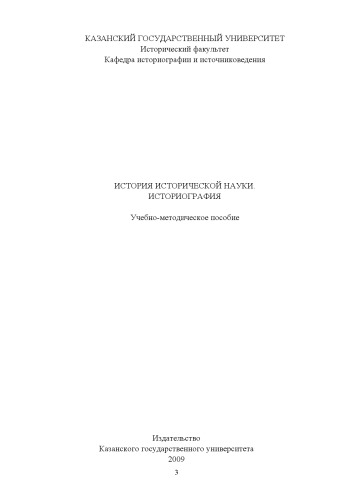 КАЗАНСКИЙ ГОСУДАРСТВЕННЫЙ УНИВЕРСИТЕТ
Исторический факультет
Кафедра историографии и источниковедения
ИСТОРИЯ ИСТОРИЧЕСКОЙ НАУКИ
ИСТОРИОГРАФИЯ
Учебно-методическое пособие
Издательство
Казанского государственного университета
2009
3